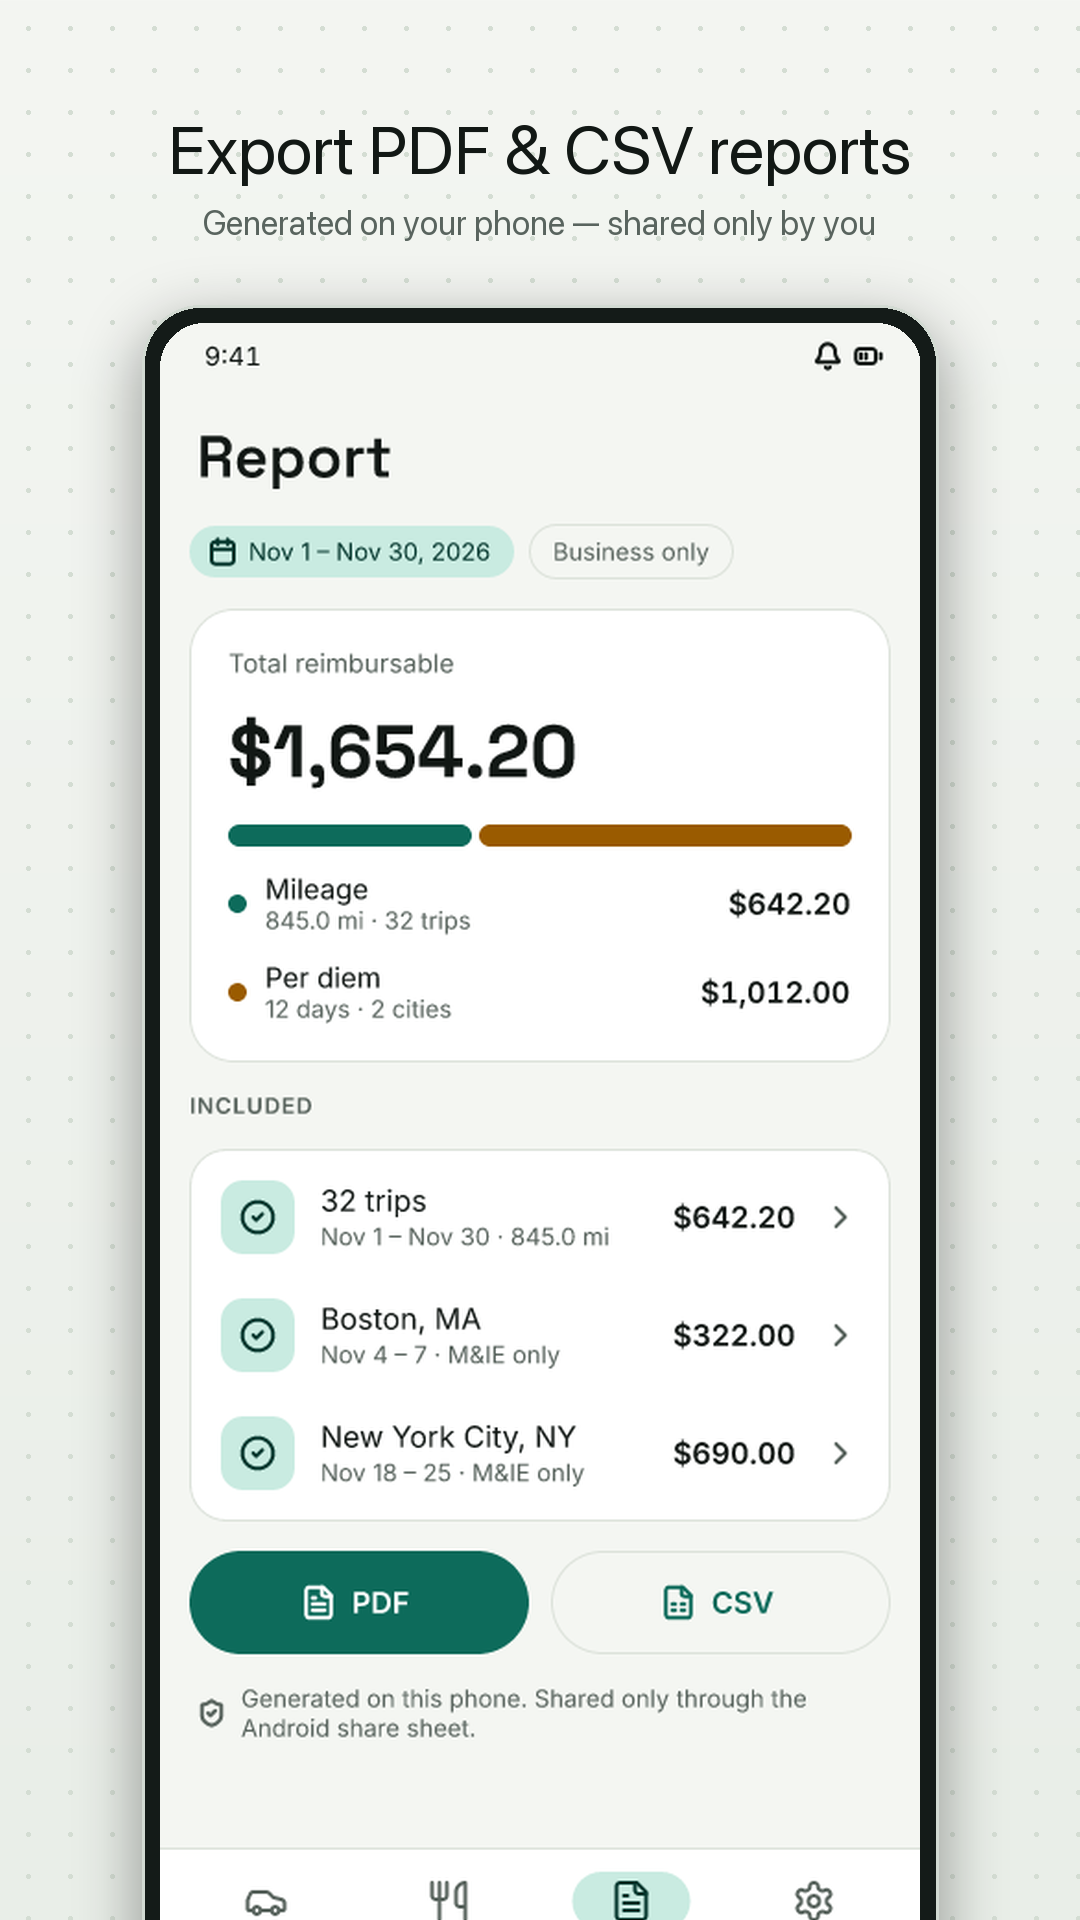 Export PDF & CSV reports
Generated on your phone — shared only by you
9:41
Report
Nov 1 – Nov 30, 2026
Business only
Total reimbursable
$1,654.20
Mileage
845.0 mi · 32 trips
$642.20
Per diem
12 days · 2 cities
$1,012.00
INCLUDED
32 trips
Nov 1 – Nov 30 · 845.0 mi
$642.20
Boston, MA
Nov 4 – 7 · M&IE only
$322.00
New York City, NY
Nov 18 – 25 · M&IE only
$690.00
PDF
CSV
Generated on this phone. Shared only through the
Android share sheet.